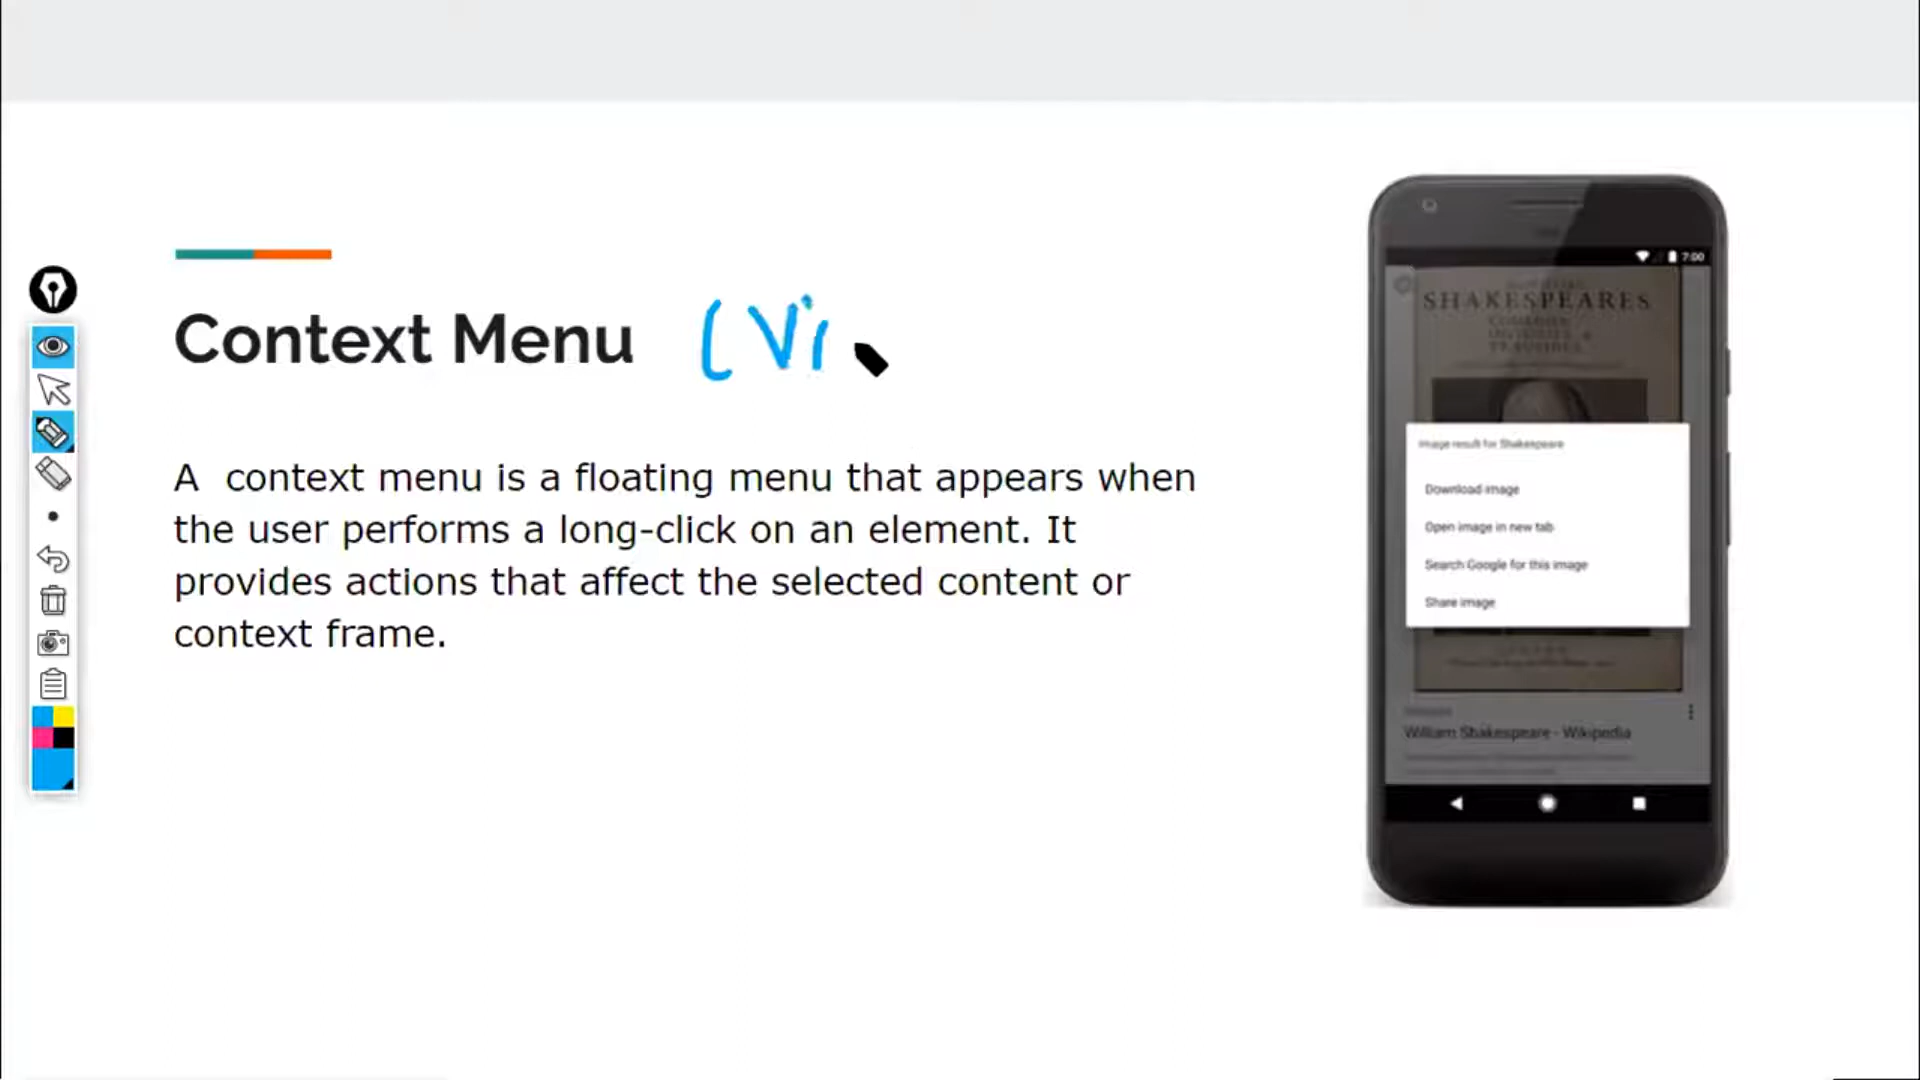 Context Menu (Vi
A context menu is a floating menu that appears when
the user performs a long-click on an element. It
provides actions that affect the selected content or
context frame.
7:00
SHAKESPEARES
Image result for Shakespeare
Download image
Open image in new tab
Search Google for this image
Share image
William Shakespeare - Wikipedia